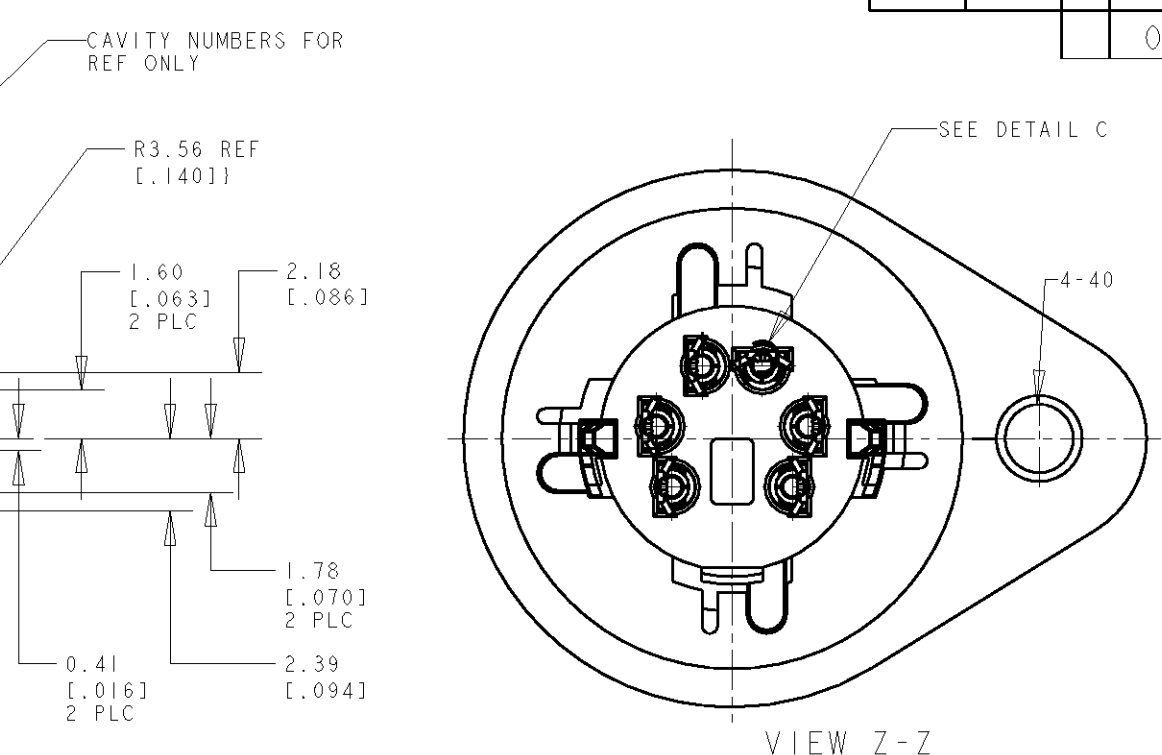 CAVITY NUMBERS FOR
REF ONLY
R3.56 REF
[.140]}
1.60
[.063]
2 PLC
2.18
[.086]
1.78
[.070]
2 PLC
0.41
[.016]
2 PLC
2.39
[.094]
SEE DETAIL C
4-40
VIEW Z-Z